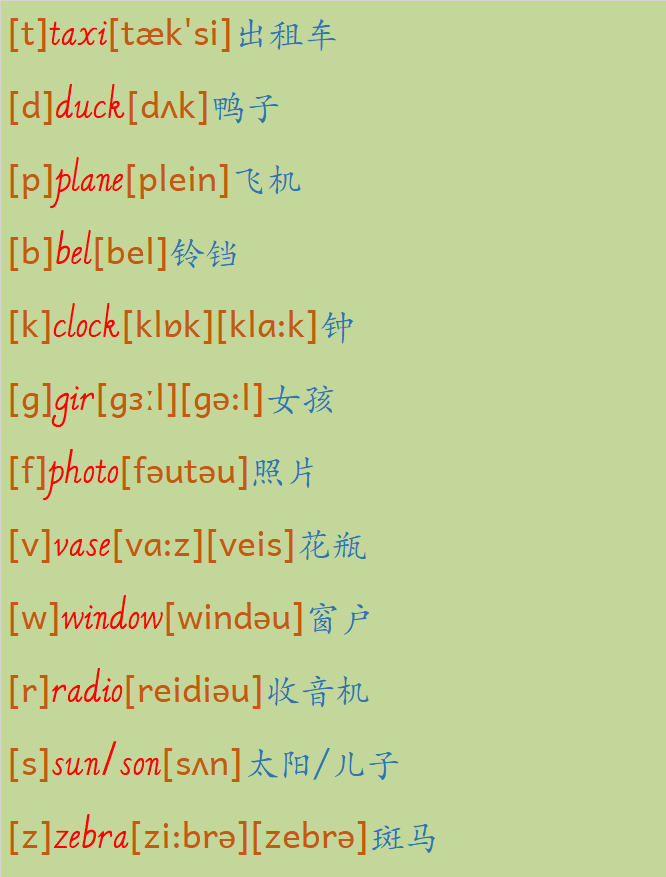 [t]taxi[tæk'si]出租车
[d]duck[dʌk]鸭子
[p]plane[plein]飞机
[b]bel[bel]铃铛
[k]clock[klɒk][klɑ:k]钟
[g]gir[gɜːl][gə:l]女孩
[f]photo[fəutəu]照片
[v]vase[vɑ:z][veis]花瓶
[w]window[windəu]窗户
[r]radio[reidiəu]收音机
[s]sun/son[sʌn]太阳/儿子
[z]zebra[zi:brə][zebrə]斑马